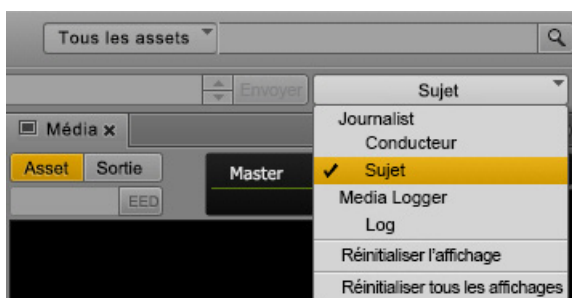 Tous les assets
Envoyer
Sujet
Média x
Journalist
Conducteur
Asset
Sortie
Master
✓ Sujet
EED
Media Logger
Log
Réinitialiser l'affichage
Réinitialiser tous les affichages